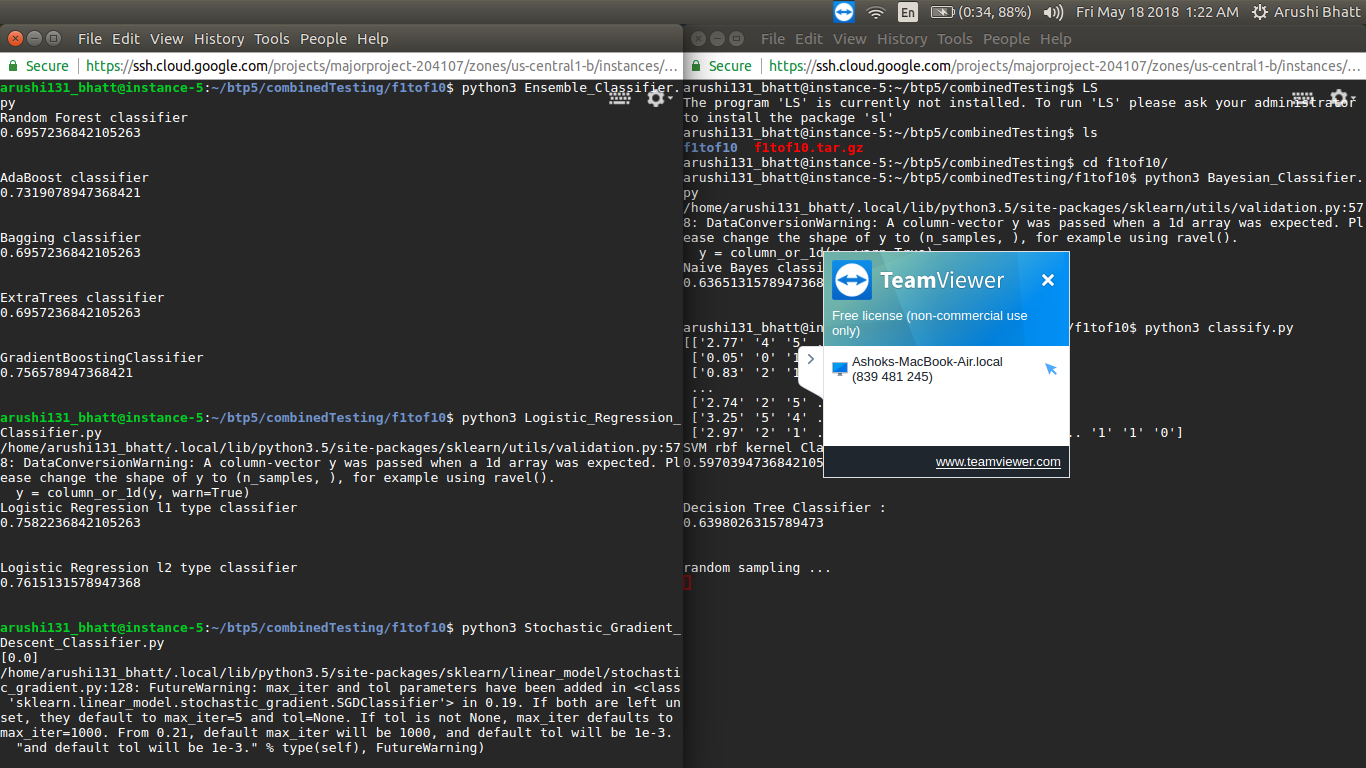 En (0:34, 88%) Fri May 18 2018 1:22 AM Arushi Bhatt
File Edit View History Tools People Help
Secure https://ssh.cloud.google.com/projects/majorproject-204107/zones/us-central1-b/instances/...
arushi131_bhatt@instance-5:~/btp5/combinedTesting/f1tof10$ python3 Ensemble_Classifier.
py
Random Forest classifier
0.6957236842105263
AdaBoost classifier
0.7319078947368421
Bagging classifier
0.6957236842105263
ExtraTrees classifier
0.6957236842105263
GradientBoostingClassifier
0.756578947368421
arushi131_bhatt@instance-5:~/btp5/combinedTesting/f1tof10$ python3 Logistic_Regression_
Classifier.py
/home/arushi131_bhatt/.local/lib/python3.5/site-packages/sklearn/utils/validation.py:57
8: DataConversionWarning: A column-vector y was passed when a 1d array was expected. Pl
ease change the shape of y to (n_samples, ), for example using ravel().
y = column_or_1d(y, warn=True)
Logistic Regression l1 type classifier
0.7582236842105263
Logistic Regression l2 type classifier
0.7615131578947368
arushi131_bhatt@instance-5:~/btp5/combinedTesting/f1tof10$ python3 Stochastic_Gradient_
Descent_Classifier.py
[0.0]
/home/arushi131_bhatt/.local/lib/python3.5/site-packages/sklearn/linear_model/stochasti
c_gradient.py:128: FutureWarning: max_iter and tol parameters have been added in <class
'sklearn.linear_model.stochastic_gradient.SGDClassifier'> in 0.19. If both are left un
set, they default to max_iter=5 and tol=None. If tol is not None, max_iter defaults to
max_iter=1000. From 0.21, default max_iter will be 1000, and default tol will be 1e-3.
"and default tol will be 1e-3." % type(self), FutureWarning)
File Edit View History Tools People Help
Secure https://ssh.cloud.google.com/projects/majorproject-204107/zones/us-central1-b/instances/...
arushi131_bhatt@instance-5:~/btp5/combinedTesting$ LS
The program 'LS' is currently not installed. To run 'LS' please ask your administrator
to install the package 'sl'
arushi131_bhatt@instance-5:~/btp5/combinedTesting$ ls
f1tof10 f1tof10.tar.gz
arushi131_bhatt@instance-5:~/btp5/combinedTesting$ cd f1tof10/
arushi131_bhatt@instance-5:~/btp5/combinedTesting/f1tof10$ python3 Bayesian_Classifier.
py
/home/arushi131_bhatt/.local/lib/python3.5/site-packages/sklearn/utils/validation.py:57
8: DataConversionWarning: A column-vector y was passed when a 1d array was expected. Pl
ease change the shape of y to (n_samples, ), for example using ravel().
y = column_or_1d(y, warn=True)
Naive Bayes classi
0.6365131578947368
arushi131_bhatt@in /f1tof10$ python3 classify.py
[['2.77' '4' '5' .
['0.05' '0' '1
['0.83' '2' '1
...
['2.74' '2' '5' .
['3.25' '5' '4' .
['2.97' '2' '1' . .. '1' '1' '0']
SVM rbf kernel Cla
0.5970394736842105
Decision Tree Classifier :
0.6398026315789473
random sampling ...
TeamViewer
Free license (non-commercial use
only)
Ashoks-MacBook-Air.local
(839 481 245)
www.teamviewer.com